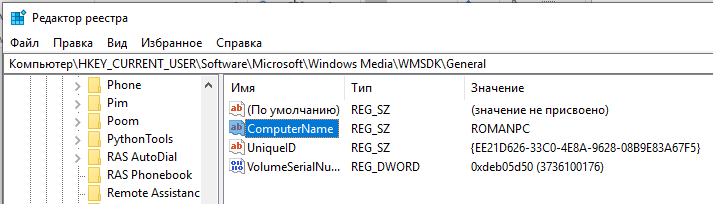 Редактор реестра
Файл Правка Вид Избранное Справка
Компьютер\HKEY_CURRENT_USER\Software\Microsoft\Windows Media\WMSDK\General
Phone
Pim
Poom
PythonTools
RAS AutoDial
RAS Phonebook
Remote Assistanc
Имя Тип Значение
(По умолчанию) REG_SZ (значение не присвоено)
ComputerName REG_SZ ROMANPC
UniqueID REG_SZ {EE21D626-33C0-4E8A-9628-08B9E83A67F5}
VolumeSerialNu... REG_DWORD 0xdeb05d50 (3736100176)